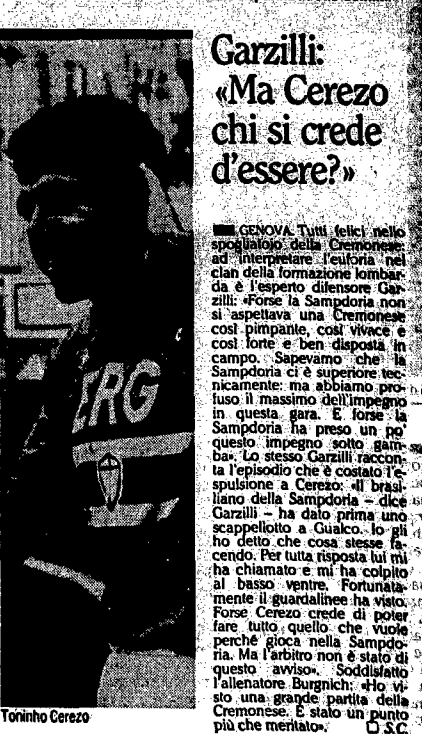 Garzilli:
«Ma Cerezo
chi si crede
d'essere?»
GENOVA. Tutti felici nello
spogliatoio della Cremonese:
ad interpretare l'euforia nel
clan della formazione lombar-
da è l'esperto difensore Gar-
zilli: «Forse la Sampdoria non
si aspettava una Cremonese
così pimpante, così vivace e
così forte e ben disposta in
campo. Sapevamo che la
Sampdoria ci è superiore tec-
nicamente: ma abbiamo pro-
fuso il massimo dell'impegno
in questa gara. E forse la
Sampdoria ha preso un po'
questo impegno sotto gam-
ba». Lo stesso Garzilli raccon-
ta l'episodio che è costato l'e-
spulsione a Cerezo: «Il brasi-
liano della Sampdoria – dice
Garzilli – ha dato prima uno
scappellotto a Gualco. Io gli
ho detto che cosa stesse fa-
cendo. Per tutta risposta lui mi
ha chiamato e mi ha colpito
al basso ventre. Fortunata-
mente il guardalinee ha visto.
Forse Cerezo crede di poter
fare tutto quello che vuole
perché gioca nella Sampdo-
ria. Ma l'arbitro non è stato di
questo avviso». Soddisfatto
l'allenatore Burgnich: «Ho vi-
sto una grande partita della
Cremonese. È stato un punto
più che meritato». ☐ S.C.
ERG
Toninho Cerezo